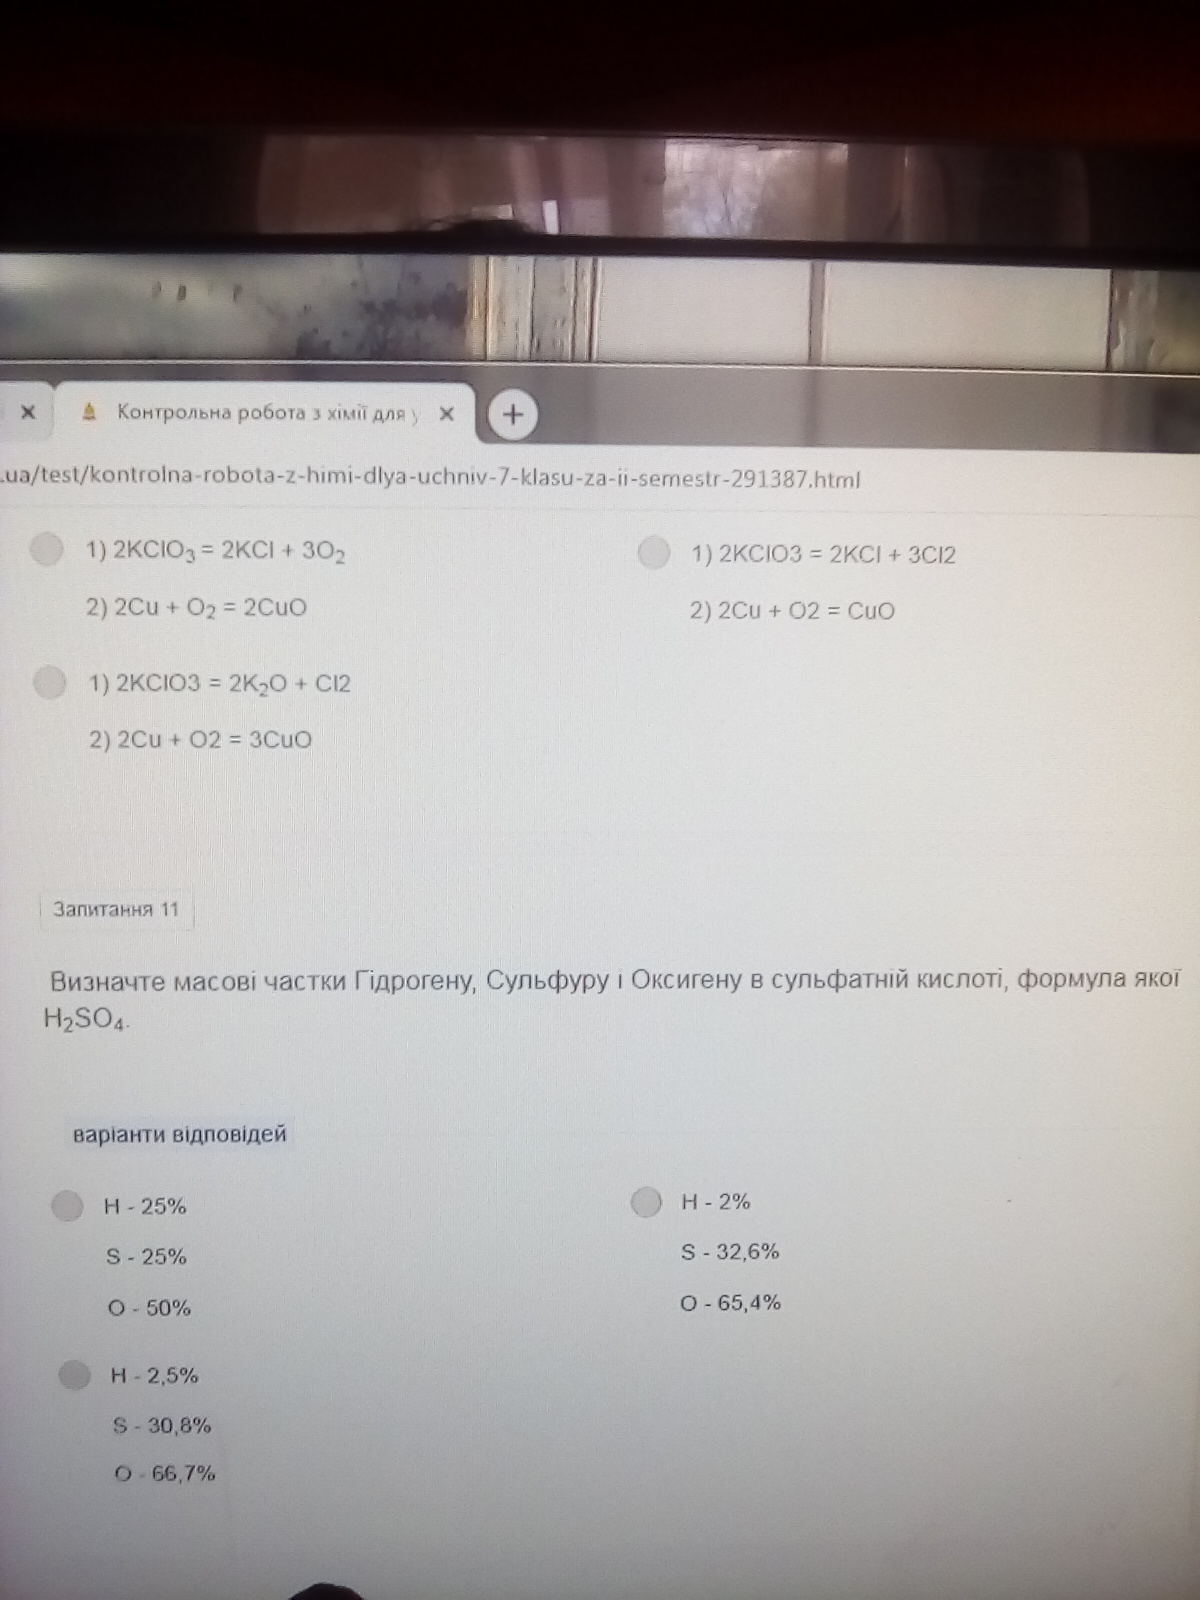 Контрольна робота з хімії для у
.ua/test/kontrolna-robota-z-himi-dlya-uchniv-7-klasu-za-ii-semestr-291387.html
1) 2KClO₃ = 2KCl + 3O₂
2) 2Cu + O₂ = 2CuO
1) 2KClO3 = 2KCl + 3Cl2
2) 2Cu + O2 = CuO
1) 2KClO3 = 2K₂O + Cl2
2) 2Cu + O2 = 3CuO
Запитання 11
Визначте масові частки Гідрогену, Сульфуру і Оксигену в сульфатній кислоті, формула якої
H₂SO₄.
варіанти відповідей
H - 25%
S - 25%
O - 50%
H - 2%
S - 32,6%
O - 65,4%
H - 2,5%
S - 30,8%
O - 66,7%